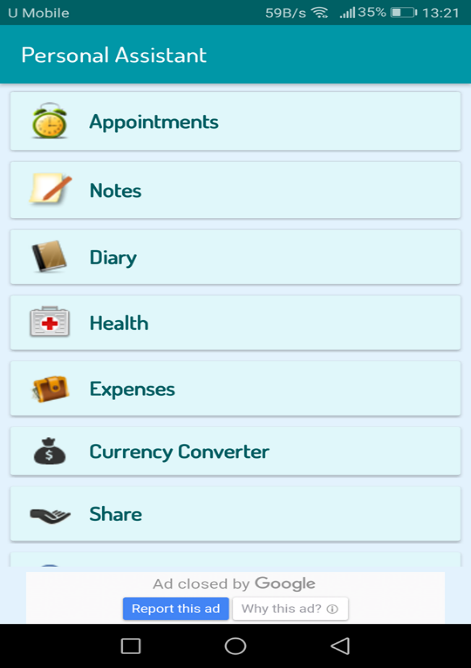 U Mobile 59B/s 35% 13:21
Personal Assistant
Appointments
Notes
Diary
Health
Expenses
$
Currency Converter
Share
Ad closed by Google
Report this ad Why this ad?